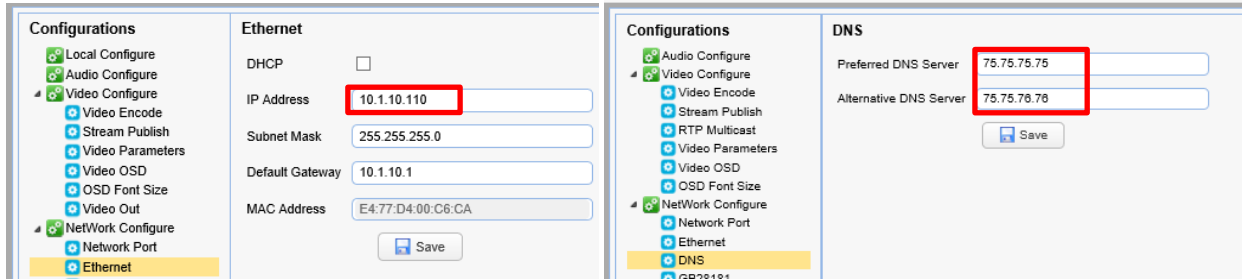 Configurations
Local Configure
Audio Configure
Video Configure
Video Encode
Stream Publish
Video Parameters
Video OSD
OSD Font Size
Video Out
NetWork Configure
Network Port
Ethernet
Ethernet
DHCP
IP Address 10.1.10.110
Subnet Mask 255.255.255.0
Default Gateway 10.1.10.1
MAC Address E4:77:D4:00:C6:CA
Save
Configurations
Audio Configure
Video Configure
Video Encode
Stream Publish
RTP Multicast
Video Parameters
Video OSD
OSD Font Size
NetWork Configure
Network Port
Ethernet
DNS
GB28181
DNS
Preferred DNS Server 75.75.75.75
Alternative DNS Server 75.75.76.76
Save